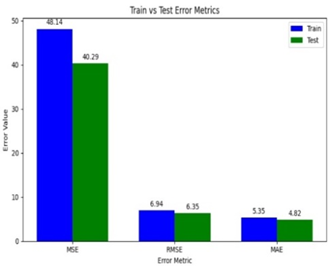 Train vs Test Error Metrics
50
40
30
20
10
0
Error Value
48.14
40.29
6.94
6.35
5.35
4.82
Train
Test
MSE
RMSE
MAE
Error Metric